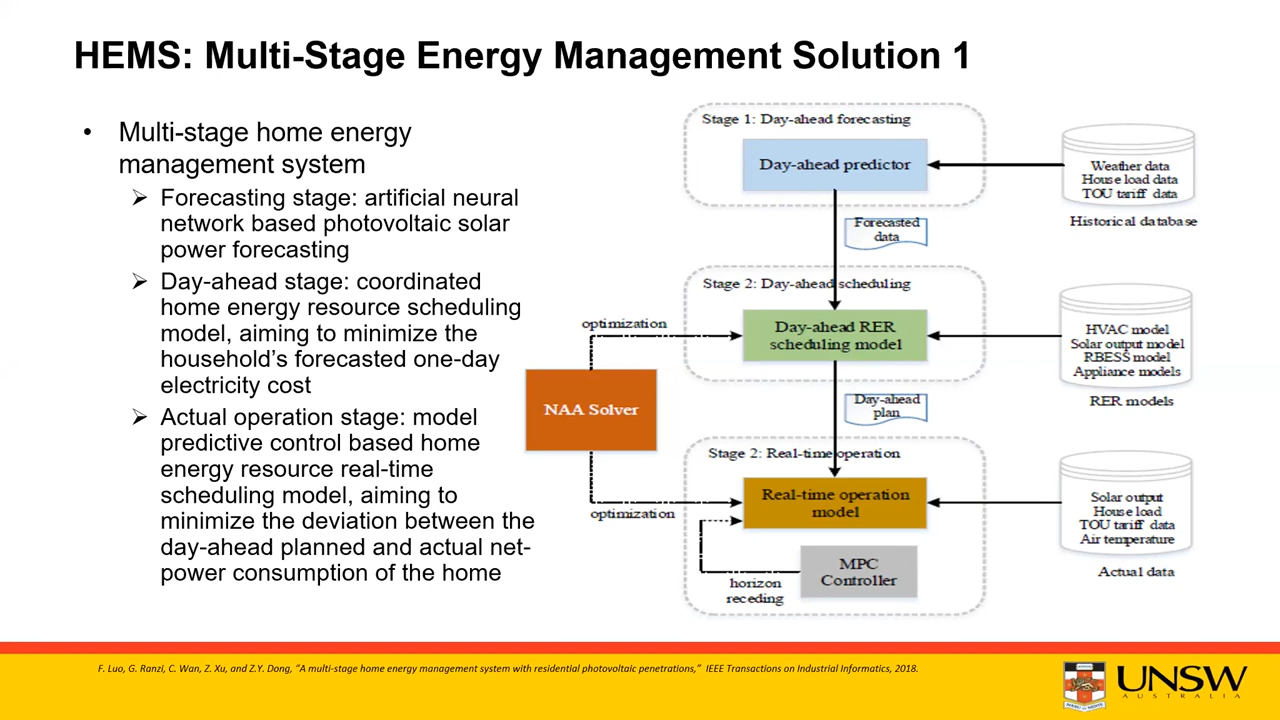 HEMS: Multi-Stage Energy Management Solution 1
• Multi-stage home energy
management system
➢ Forecasting stage: artificial neural
network based photovoltaic solar
power forecasting
➢ Day-ahead stage: coordinated
home energy resource scheduling
model, aiming to minimize the
household’s forecasted one-day
electricity cost
➢ Actual operation stage: model
predictive control based home
energy resource real-time
scheduling model, aiming to
minimize the deviation between the
day-ahead planned and actual net-
power consumption of the home
Stage 1: Day-ahead forecasting
Day-ahead predictor
Weather data
House load data
TOU tariff data
Historical database
Forecasted
data
Stage 2: Day-ahead scheduling
optimization
Day-ahead RER
scheduling model
HVAC model
Solar output model
RBESS model
Appliance models
RER models
NAA Solver
Day-ahead
plan
Stage 2: Real-time operation
optimization
Real-time operation
model
Solar output
House load
TOU tariff data
Air temperature
Actual data
MPC
Controller
horizon
receding
F. Luo, G. Ranzi, C. Wan, Z. Xu, and Z.Y. Dong, “A multi-stage home energy management system with residential photovoltaic penetrations,” IEEE Transactions on Industrial Informatics, 2018.
UNSW
AUSTRALIA